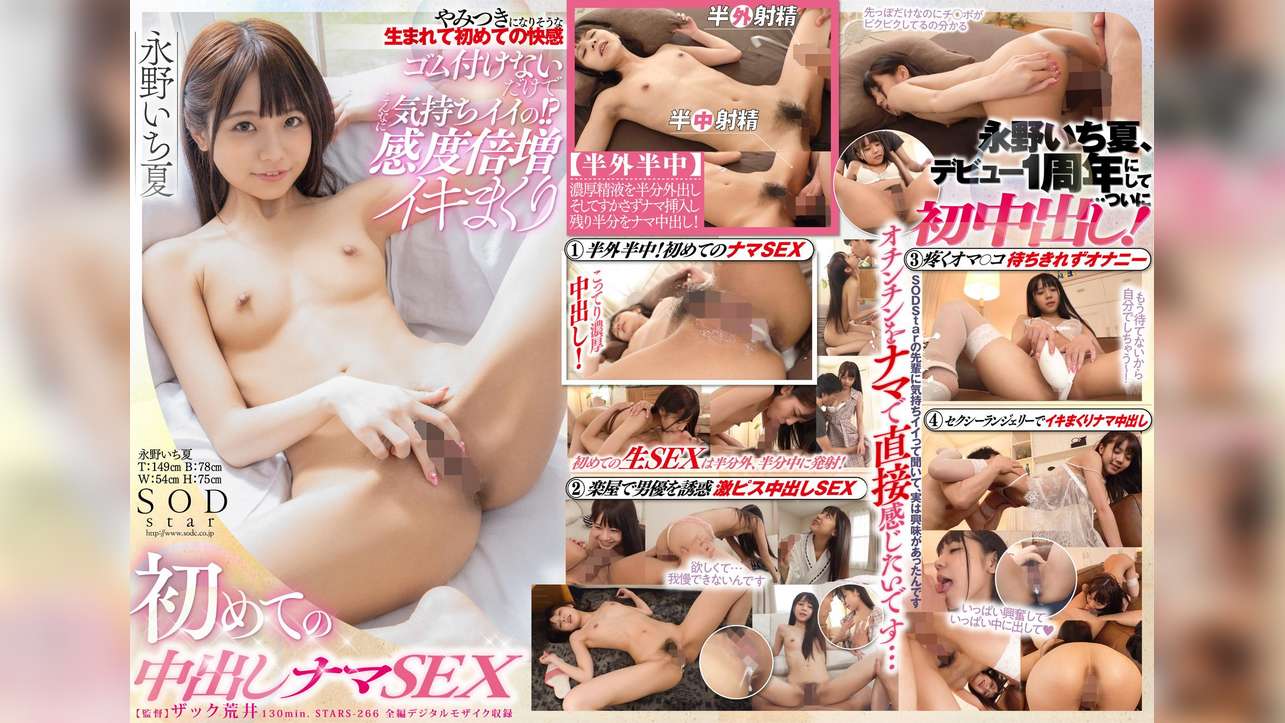 永野いち夏
やみつきになりそうな
生まれて初めての快感
ゴム付けない
だけで
こんなに気持ちイイの!?
感度倍増
イキまくり
永野いち夏
T:149cm B:78cm
W:54cm H:75cm
SOD
star
http://www.sodc.co.jp
初めての
中出しナマSEX
【監督】ザック荒井 130min. STARS-266 全編デジタルモザイク収録
半外射精
半中射精
【半外半中】
濃厚精液を半分外出し
そしてすかさずナマ挿入し
残り半分をナマ中出し!
①半外半中!初めてのナマSEX
こってり濃厚
中出し!
初めての生SEXは半分外、半分中に発射!
②楽屋で男優を誘惑 激ピス中出しSEX
欲しくて…
我慢できないんです
先っぽだけなのにチ○ポが
ピクピクしてるの分かる
永野いち夏、
デビュー1周年にして
…ついに
初中出し!
オチンチンをナマで直接感じたいです…
SODStarの先輩に気持ちイイって聞いて、実は興味があったんです
③疼くオマ○コ 待ちきれずオナニー
もう待てないから
自分でしちゃう〜…
④セクシーランジェリーでイキまくりナマ中出し
いっぱい興奮して
いっぱい中に出して♥